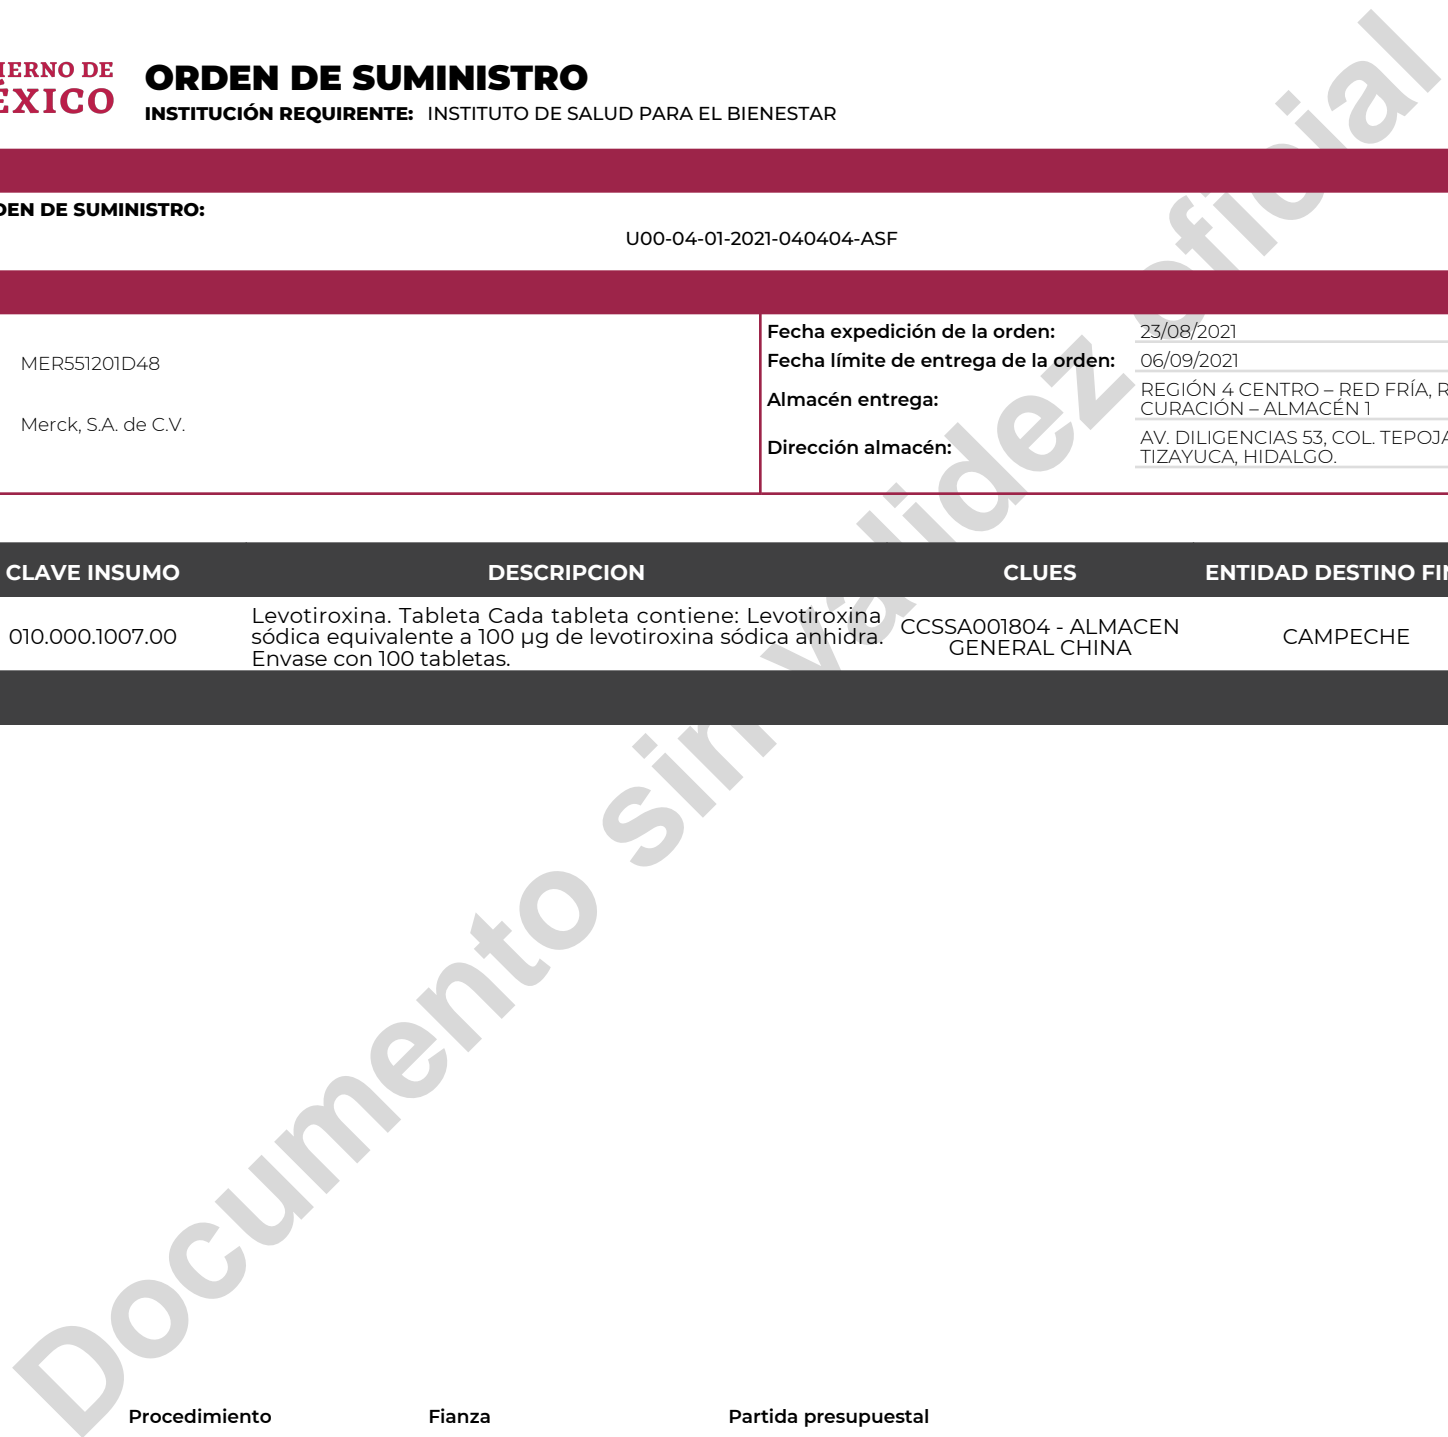 IERNO DE
ÉXICO
ORDEN DE SUMINISTRO
INSTITUCIÓN REQUIRENTE: INSTITUTO DE SALUD PARA EL BIENESTAR
DEN DE SUMINISTRO:
U00-04-01-2021-040404-ASF
MER551201D48
Merck, S.A. de C.V.
Fecha expedición de la orden: 23/08/2021
Fecha límite de entrega de la orden: 06/09/2021
Almacén entrega: REGIÓN 4 CENTRO – RED FRÍA, R
CURACIÓN – ALMACÉN 1
Dirección almacén: AV. DILIGENCIAS 53, COL. TEPOJA
TIZAYUCA, HIDALGO.
CLAVE INSUMO DESCRIPCION CLUES ENTIDAD DESTINO FIN
010.000.1007.00
Levotiroxina. Tableta Cada tableta contiene: Levotiroxina
sódica equivalente a 100 µg de levotiroxina sódica anhidra.
Envase con 100 tabletas.
CCSSA001804 - ALMACEN
GENERAL CHINA
CAMPECHE
Documento sin validez oficial
Procedimiento Fianza Partida presupuestal